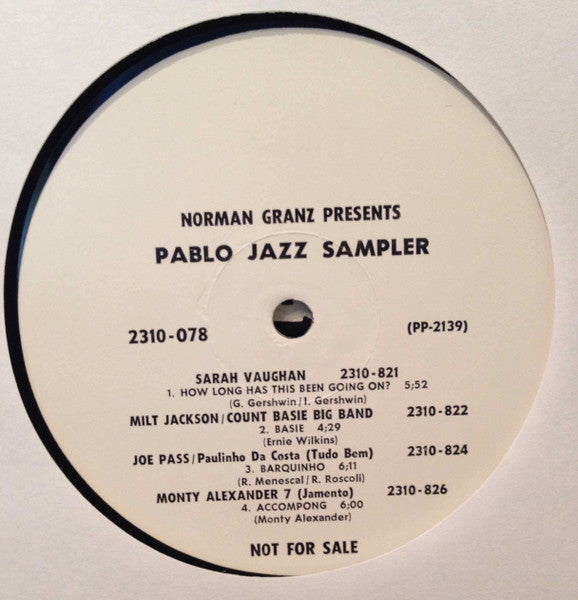 NORMAN GRANZ PRESENTS
PABLO JAZZ SAMPLER
2310-078 (PP-2139)
SARAH VAUGHAN 2310-821
1. HOW LONG HAS THIS BEEN GOING ON? 5;52
(G. Gershwin/I. Gershwin)
MILT JACKSON/COUNT BASIE BIG BAND 2310-822
2. BASIE 4;29
(Ernie Wilkins)
JOE PASS/Paulinho Da Costa (Tudo Bem) 2310-824
3. BARQUINHO 6;11
(R. Menescal/R. Roscoli)
MONTY ALEXANDER 7 (Jamento) 2310-826
4. ACCOMPONG 6;00
(Monty Alexander)
NOT FOR SALE